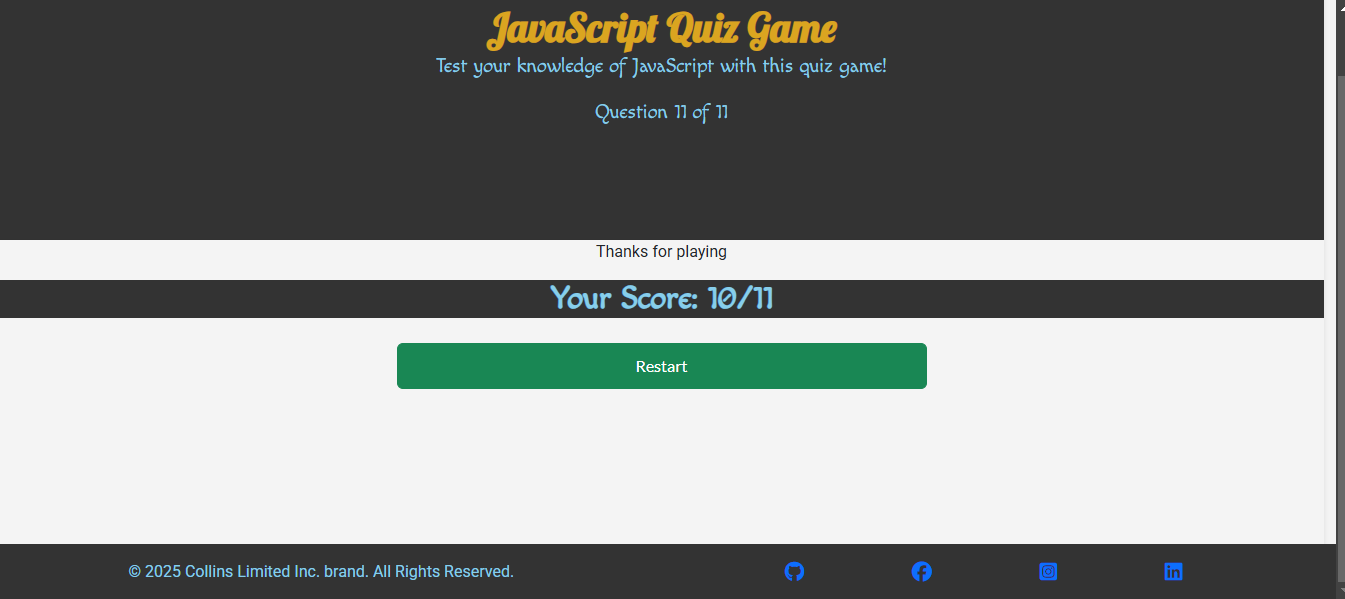 JavaScript Quiz Game
Test your knowledge of JavaScript with this quiz game!
Question 11 of 11
Thanks for playing
Your Score: 10/11
Restart
© 2025 Collins Limited Inc. brand. All Rights Reserved.